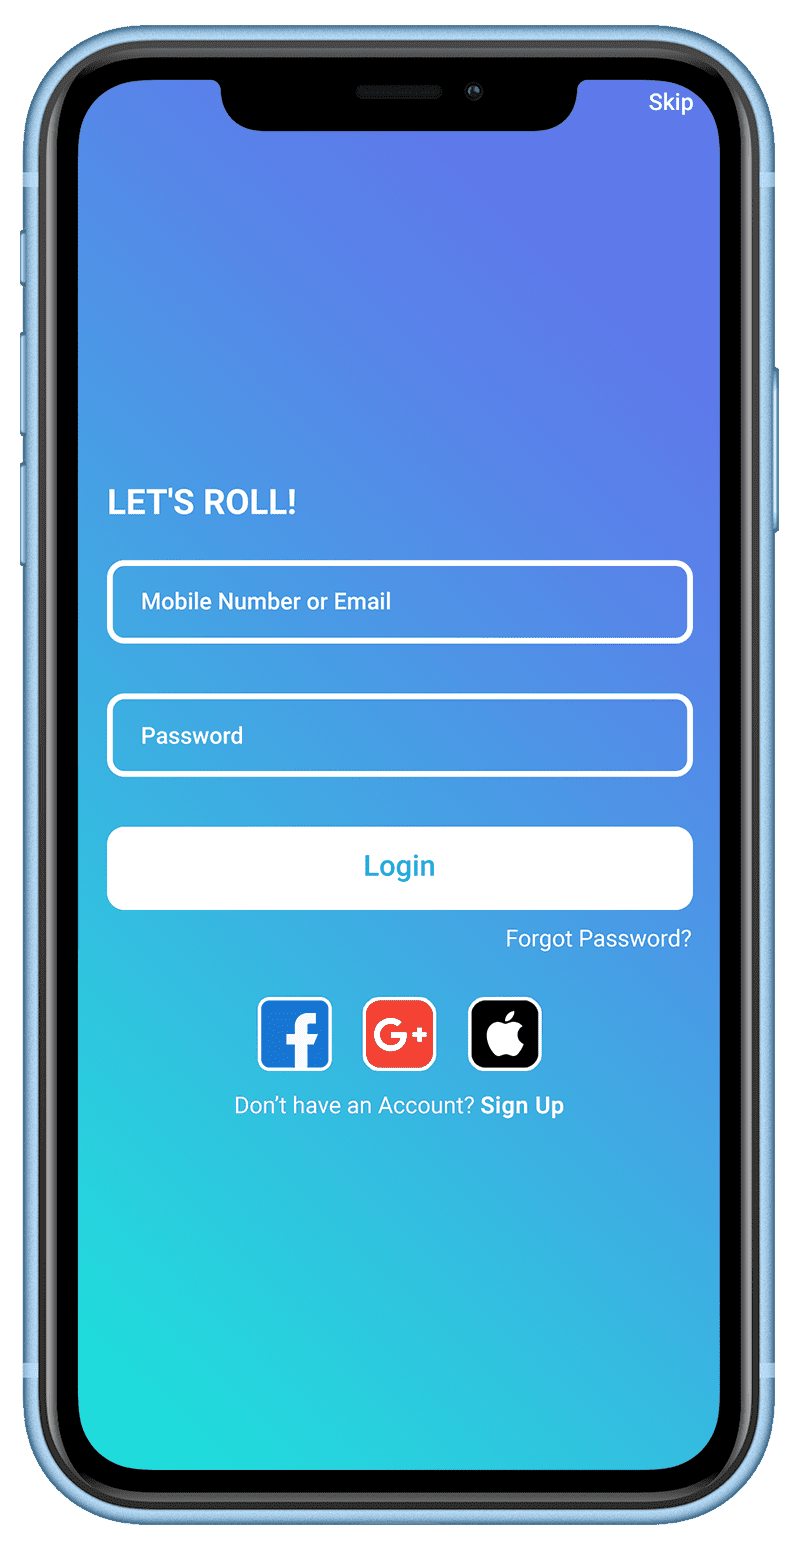 Skip
LET'S ROLL!
Mobile Number or Email
Password
Login
Forgot Password?
G+
Don’t have an Account? Sign Up